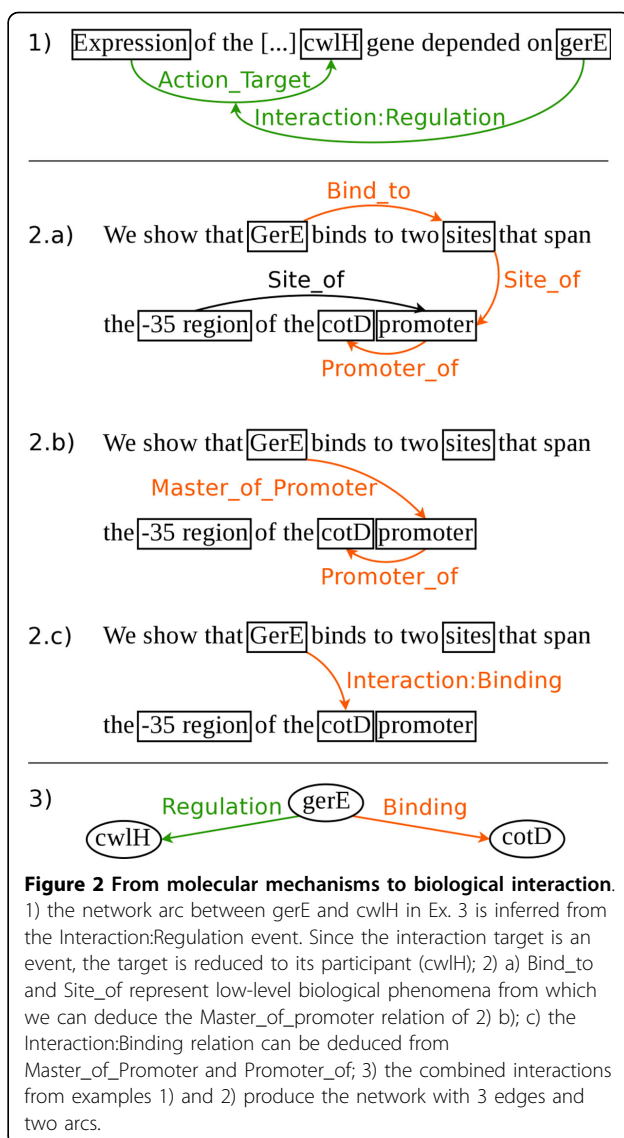 1) Expression of the [...] cwlH gene depended on gerE
Action_Target
Interaction:Regulation
Bind_to
2.a) We show that GerE binds to two sites that span
Site_of
Site_of
the -35 region of the cotD promoter
Promoter_of
2.b) We show that GerE binds to two sites that span
Master_of_Promoter
the -35 region of the cotD promoter
Promoter_of
2.c) We show that GerE binds to two sites that span
Interaction:Binding
the -35 region of the cotD promoter
3) Regulation gerE Binding
cwlH cotD
Figure 2 From molecular mechanisms to biological interaction.
1) the network arc between gerE and cwlH in Ex. 3 is inferred from
the Interaction:Regulation event. Since the interaction target is an
event, the target is reduced to its participant (cwlH); 2) a) Bind_to
and Site_of represent low-level biological phenomena from which
we can deduce the Master_of_promoter relation of 2) b); c) the
Interaction:Binding relation can be deduced from
Master_of_Promoter and Promoter_of; 3) the combined interactions
from examples 1) and 2) produce the network with 3 edges and
two arcs.